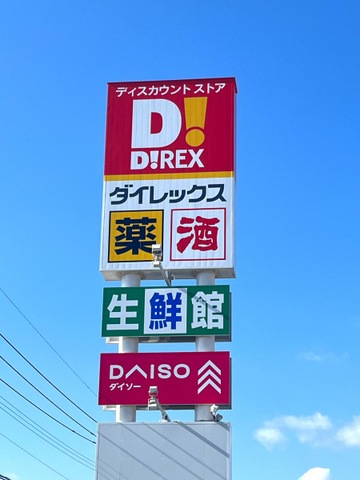 ディスカウント ストア
D!
D!REX
ダイレックス
薬 酒
生鮮館
DAISO
ダイソー